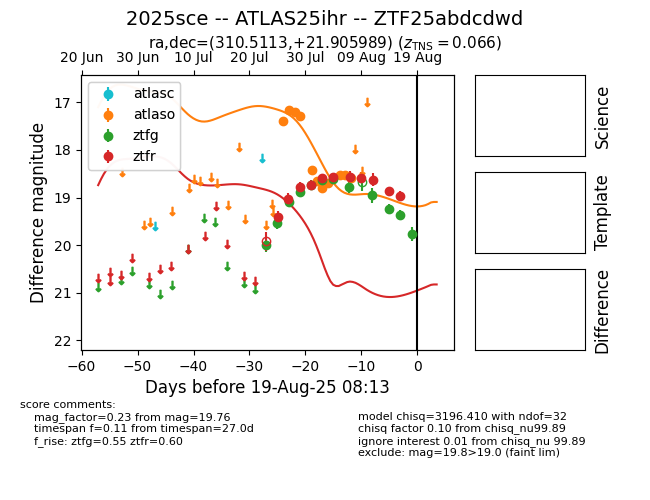 2025sce -- ATLAS25ihr -- ZTF25abdcwd
ra,dec=(310.5113,+21.905989) (z_TNS = 0.066)
20 Jun 30 Jun 10 Jul 20 Jul 30 Jul 09 Aug 19 Aug
atlasc
atlaso
ztfg
ztfr
17
18
19
20
21
22
Difference magnitude
−60 −50 −40 −30 −20 −10 0
Days before 19-Aug-25 08:13
Science
Template
Difference
score comments:
mag_factor=0.23 from mag=19.76
timespan f=0.11 from timespan=27.0d
f_rise: ztfg=0.55 ztfr=0.60
model chisq=3196.410 with ndof=32
chisq factor 0.10 from chisq_nu99.89
ignore interest 0.01 from chisq_nu 99.89
exclude: mag=19.8>19.0 (faint lim)